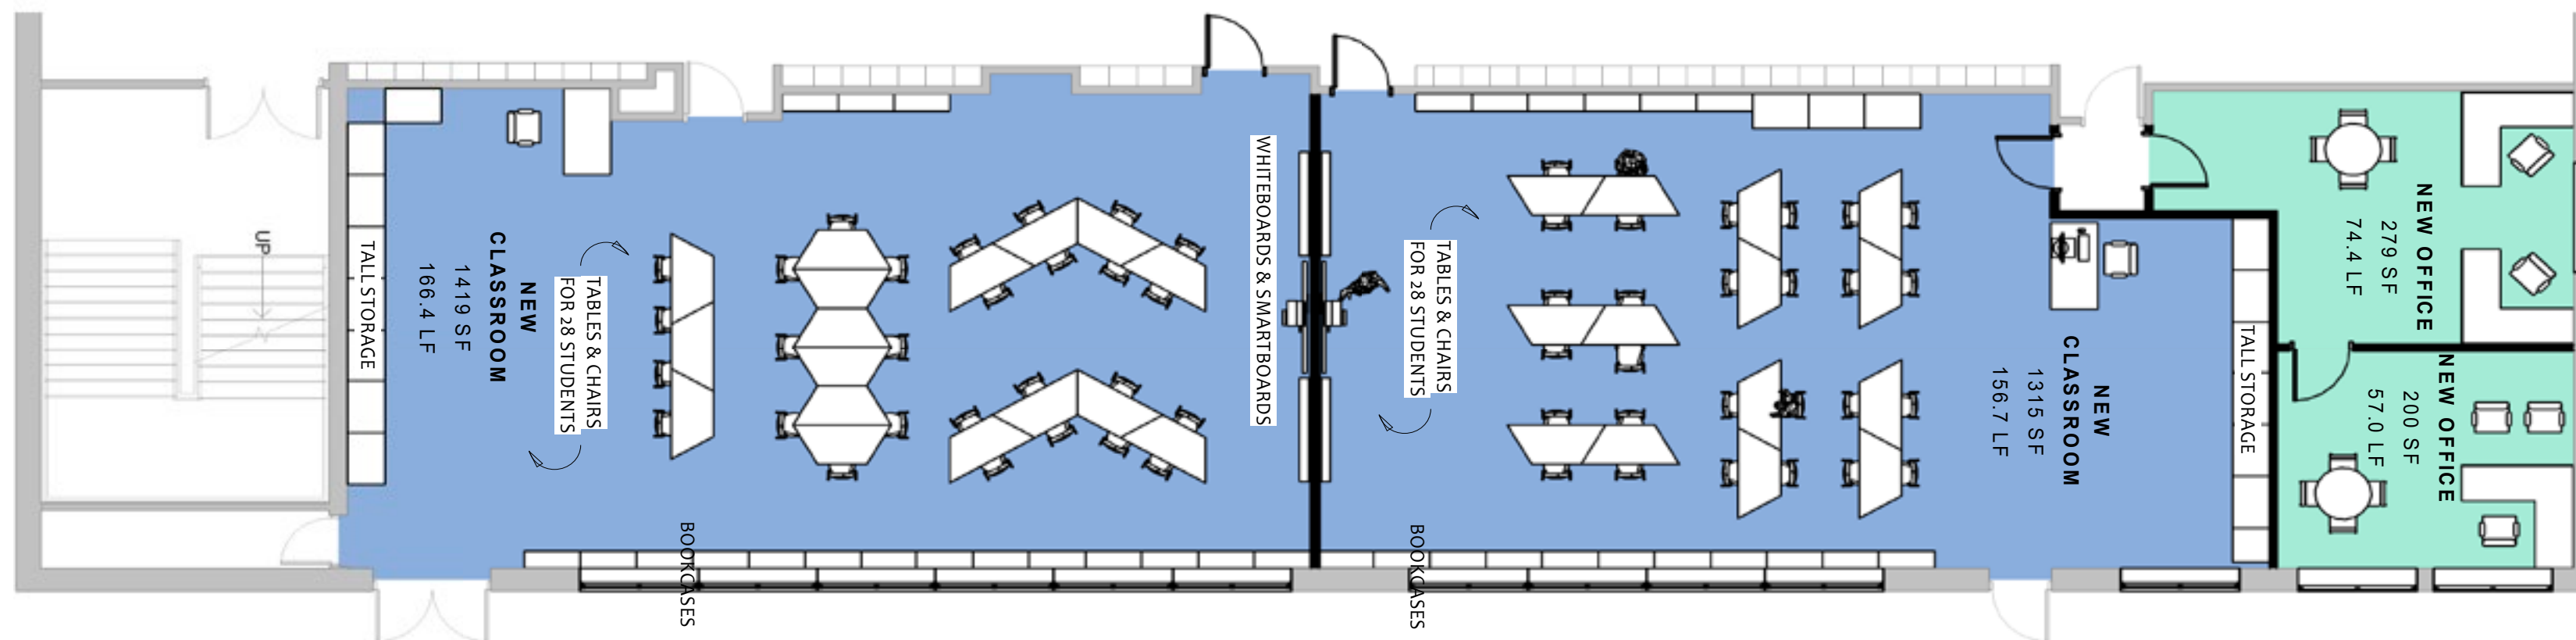 UP
TALL STORAGE
NEW
CLASSROOM
1419 SF
166.4 LF
TABLES & CHAIRS
FOR 28 STUDENTS
BOOKCASES
WHITEBOARDS & SMARTBOARDS
TABLES & CHAIRS
FOR 28 STUDENTS
BOOKCASES
NEW
CLASSROOM
1315 SF
156.7 LF
TALL STORAGE
NEW OFFICE
279 SF
74.4 LF
NEW OFFICE
200 SF
57.0 LF